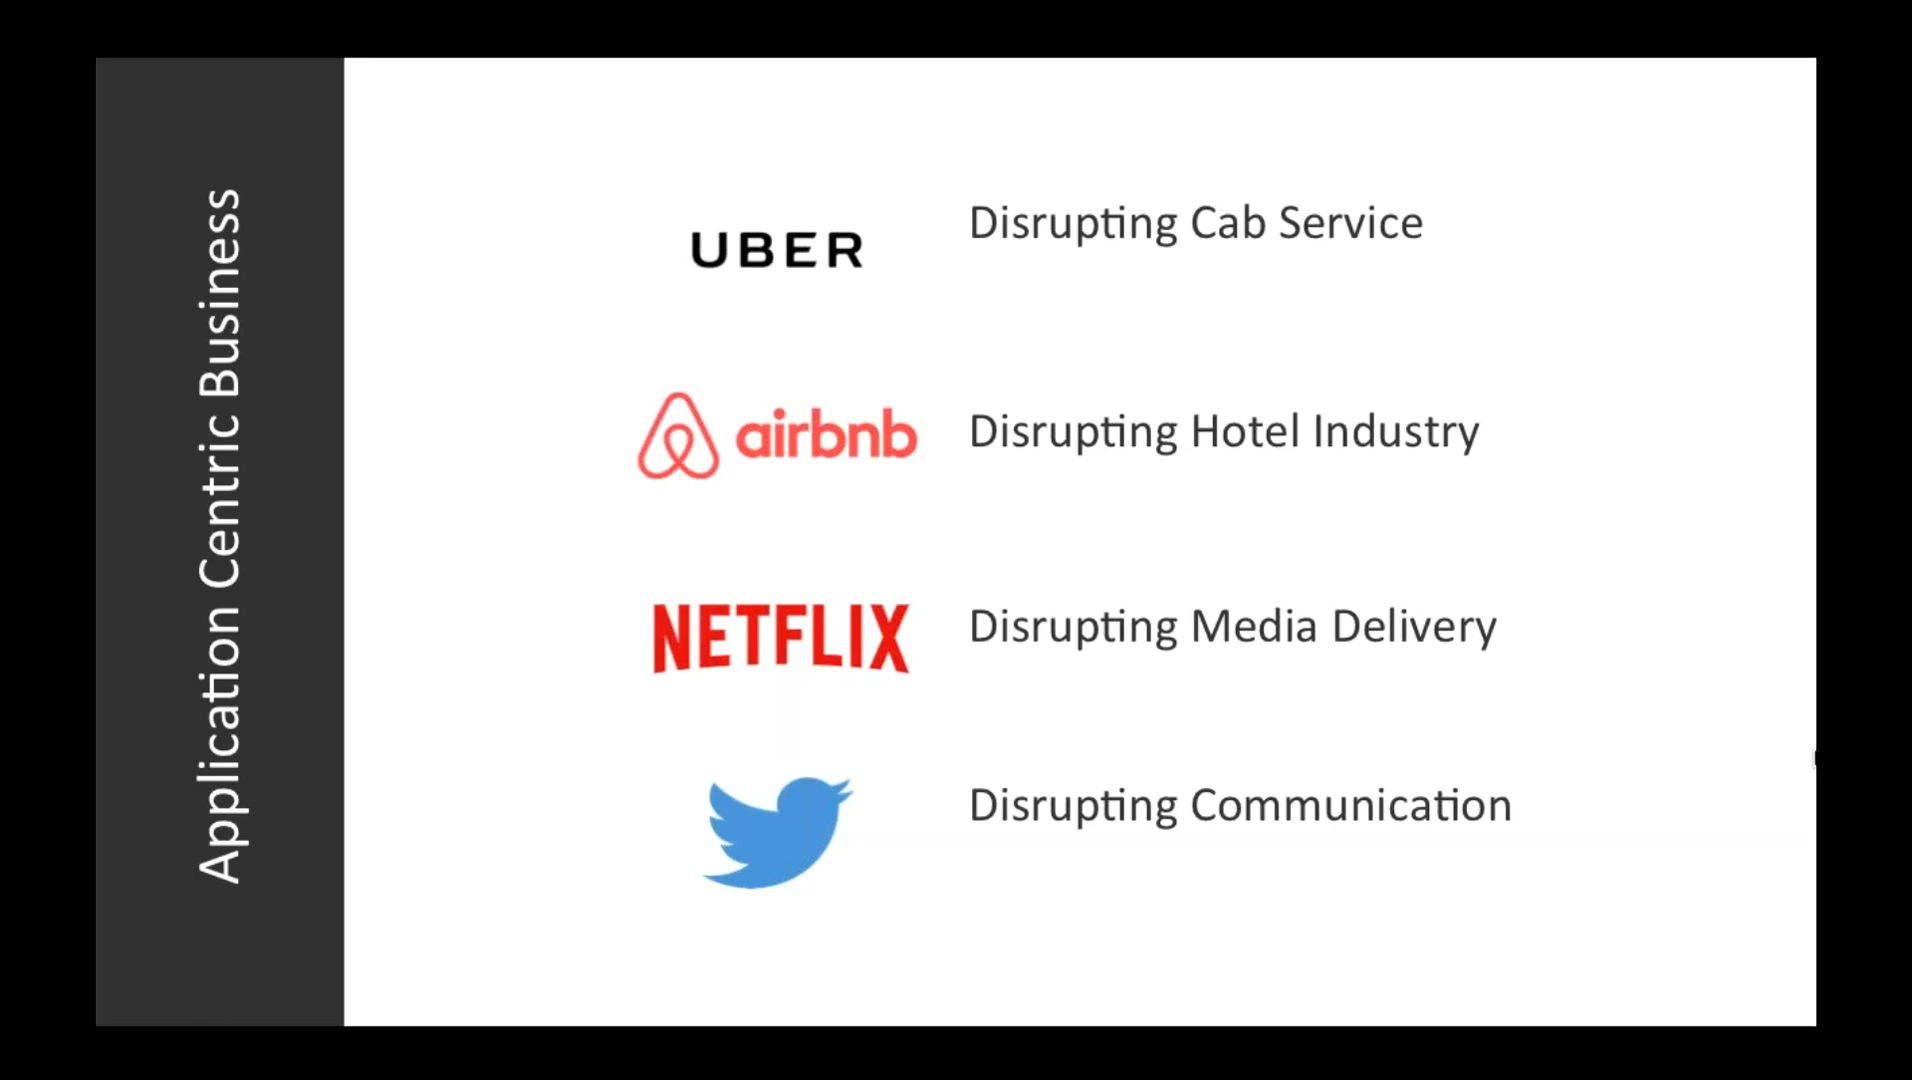 Application Centric Business
UBER
Disrupting Cab Service
airbnb
Disrupting Hotel Industry
NETFLIX
Disrupting Media Delivery
Disrupting Communication